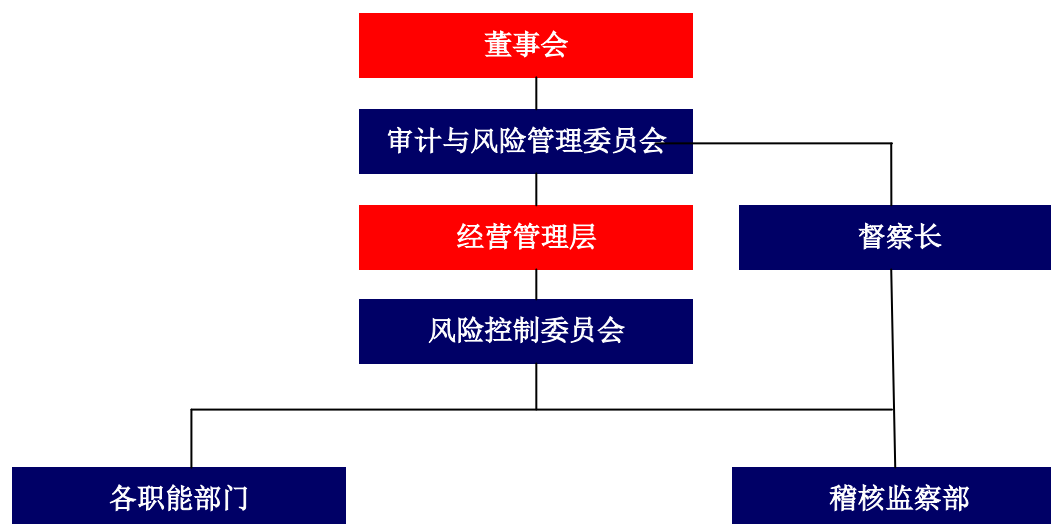 董事会
审计与风险管理委员会
经营管理层
督察长
风险控制委员会
各职能部门
稽核监察部